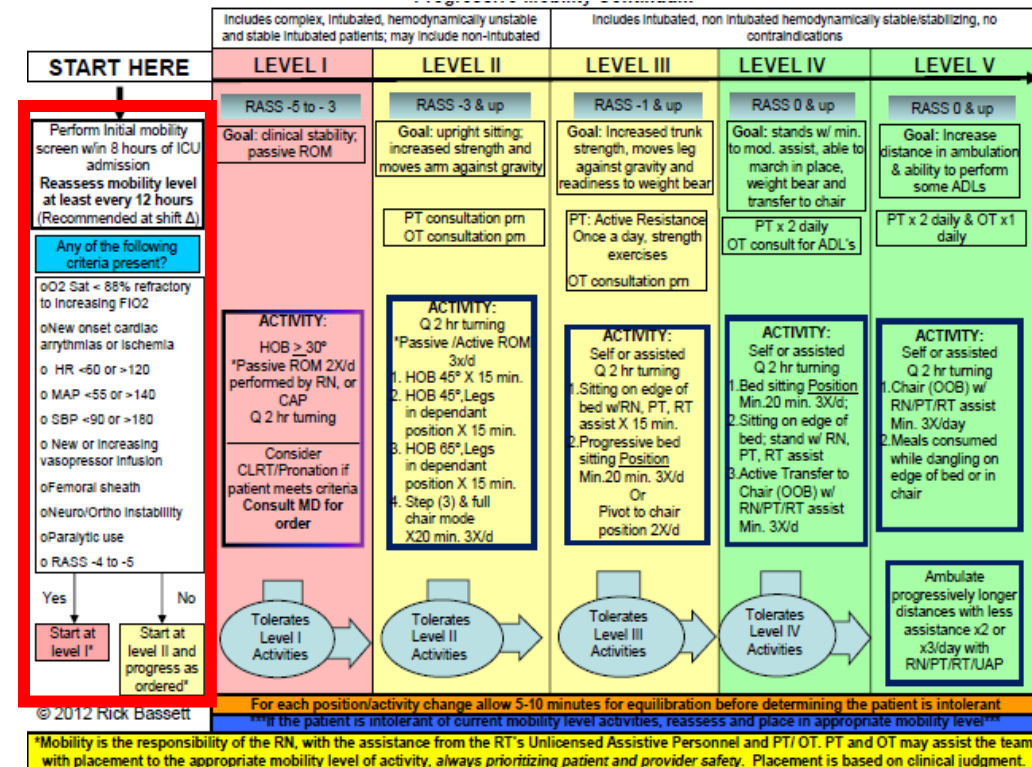 Progressive Mobility Continuum
Includes complex, intubated, hemodynamically unstable
and stable intubated patients; may include non-intubated
Includes intubated, non intubated hemodynamically
stable/stabilizing, no
contraindications
START HERE
Perform Initial mobility
screen w/in 8 hours of ICU
admission
Reassess mobility level
at least every 12 hours
(Recommended at shift Δ)
Any of the following
criteria present?
oO2 Sat < 88% refractory
to increasing FIO2
oNew onset cardiac
arrythmias or ischemia
o HR <60 or >120
o MAP <55 or >140
o SBP <90 or >180
o New or increasing
vasopressor infusion
oFemoral sheath
oNeuro/Ortho instability
oParalytic use
o RASS -4 to -5
Yes
No
Start at
level I*
Start at
level II and
progress as
ordered*
© 2012 Rick Bassett
LEVEL I
RASS -5 to - 3
Goal: clinical stability;
passive ROM
ACTIVITY:
HOB > 30°
*Passive ROM 2X/d
performed by RN, or
CAP
Q 2 hr turning
Consider
CLRT/Pronation if
patient meets criteria
Consult MD for
order
Tolerates
Level I
Activities
LEVEL II
RASS -3 & up
Goal: upright sitting;
increased strength and
moves arm against gravity
PT consultation prn
OT consultation prn
ACTIVITY:
Q 2 hr turning
*Passive /Active ROM
3x/d
1. HOB 45° X 15 min.
2. HOB 45°,Legs
in dependant
position X 15 min.
3. HOB 65°,Legs
in dependant
position X 15 min.
4. Step (3) & full
chair mode
X20 min. 3X/d
Tolerates
Level II
Activities
LEVEL III
RASS -1 & up
Goal: Increased trunk
strength, moves leg
against gravity and
readiness to weight bear
PT: Active Resistance
Once a day, strength
exercises
OT consultation prn
ACTIVITY:
Self or assisted
Q 2 hr turning
1.Sitting on edge of
bed w/RN, PT, RT
assist X 15 min.
2.Progressive bed
sitting Position
Min.20 min. 3X/d
Or
Pivot to chair
position 2X/d
Tolerates
Level III
Activities
LEVEL IV
RASS 0 & up
Goal: stands w/ min.
to mod. assist, able to
march in place,
weight bear and
transfer to chair
PT x 2 daily
OT consult for ADL's
ACTIVITY:
Self or assisted
Q 2 hr turning
1.Bed sitting Position
Min.20 min. 3X/d;
2.Sitting on edge of
bed; stand w/ RN,
PT, RT assist
3.Active Transfer to
Chair (OOB) w/
RN/PT/RT assist
Min. 3X/d
Tolerates
Level IV
Activities
LEVEL V
RASS 0 & up
Goal: Increase
distance in ambulation
& ability to perform
some ADLs
PT x 2 daily & OT x1
daily
ACTIVITY:
Self or assisted
Q 2 hr turning
1.Chair (OOB) w/
RN/PT/RT assist
Min. 3X/day
2.Meals consumed
while dangling on
edge of bed or in
chair
Ambulate
progressively longer
distances with less
assistance x2 or
x3/day with
RN/PT/RT/UAP
For each position/activity change allow 5-10 minutes for equilibration before determining the patient is intolerant
***If the patient is intolerant of current mobility level activities, reassess and place in appropriate mobility level***
*Mobility is the responsibility of the RN, with the assistance from the RT's Unlicensed Assistive Personnel and PT/ OT. PT and OT may assist the team
with placement to the appropriate mobility level of activity, always prioritizing patient and provider safety. Placement is based on clinical judgment.